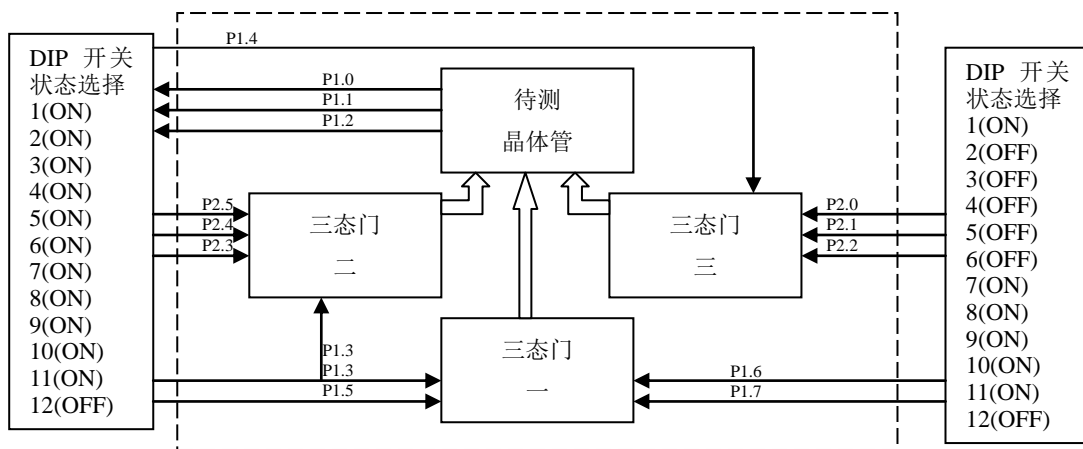 DIP 开关
状态选择
1(ON)
2(ON)
3(ON)
4(ON)
5(ON)
6(ON)
7(ON)
8(ON)
9(ON)
10(ON)
11(ON)
12(OFF)
P1.4
P1.0
P1.1
P1.2
待测
晶体管
P2.5
P2.4
P2.3
三态门
二
三态门
三
P2.0
P2.1
P2.2
P1.3
P1.3
P1.5
三态门
一
P1.6
P1.7
DIP 开关
状态选择
1(ON)
2(OFF)
3(OFF)
4(OFF)
5(OFF)
6(OFF)
7(ON)
8(ON)
9(ON)
10(ON)
11(ON)
12(OFF)